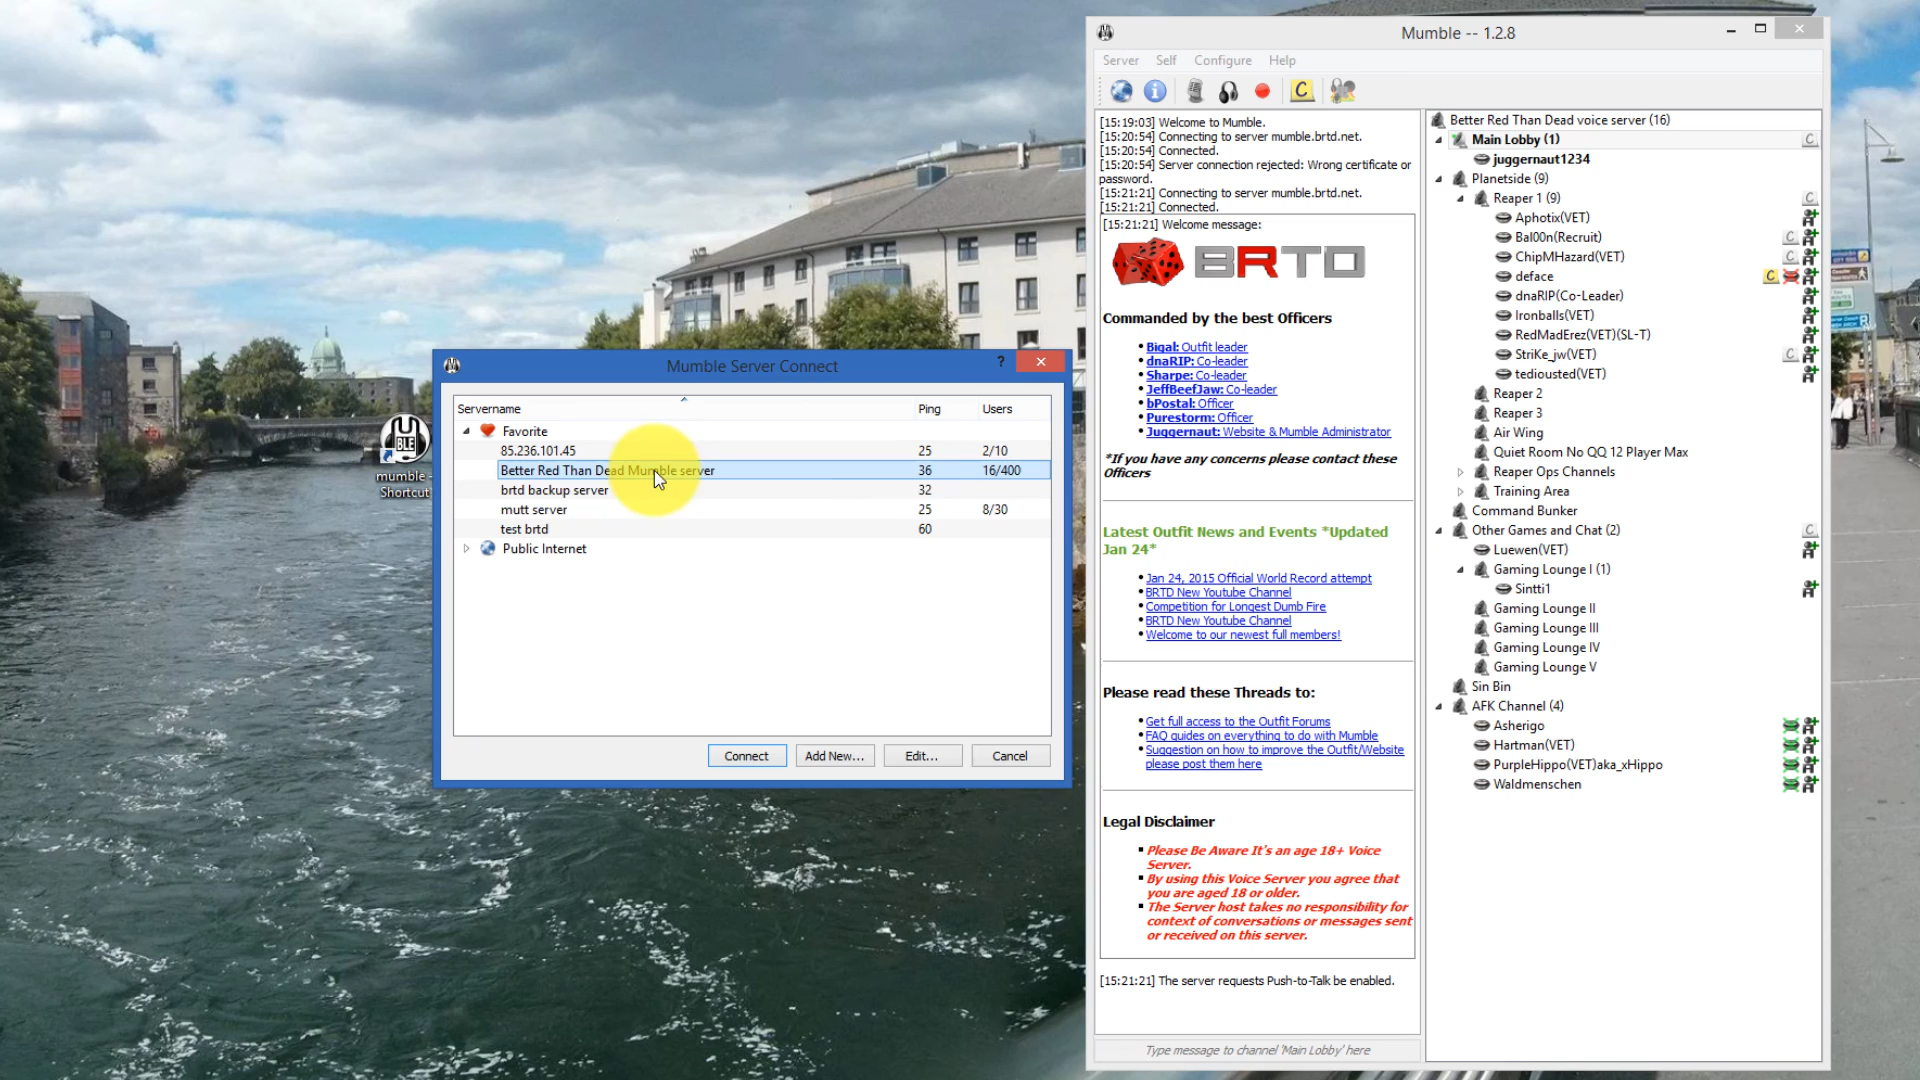 Mumble -- 1.2.8
Server Self Configure Help
[15:19:03] Welcome to Mumble.
[15:20:54] Connecting to server mumble.brtd.net.
[15:20:54] Connected.
[15:20:54] Server connection rejected: Wrong certificate or
password.
[15:21:21] Connecting to server mumble.brtd.net.
[15:21:21] Connected.
[15:21:21] Welcome message:
BRTD
Commanded by the best Officers
Bigal: Outfit leader
dnaRIP: Co-leader
Sharpe: Co-leader
JeffBeefJaw: Co-leader
bPostal: Officer
Purestorm: Officer
Juggernaut: Website & Mumble Administrator
*If you have any concerns please contact these
Officers
Latest Outfit News and Events *Updated
Jan 24*
Jan 24, 2015 Official World Record attempt
BRTD New Youtube Channel
Competition for Longest Dumb Fire
BRTD New Youtube Channel
Welcome to our newest full members!
Please read these Threads to:
Get full access to the Outfit Forums
FAQ guides on everything to do with Mumble
Suggestion on how to improve the Outfit/Website
please post them here
Legal Disclaimer
Please Be Aware It's an age 18+ Voice
Server.
By using this Voice Server you agree that
you are aged 18 or older.
The Server host takes no responsibility for
context of conversations or messages sent
or received on this server.
[15:21:21] The server requests Push-to-Talk be enabled.
Type message to channel 'Main Lobby' here
Better Red Than Dead voice server (16)
Main Lobby (1)
juggernaut1234
Planetside (9)
Reaper 1 (9)
Aphotix(VET)
Bal00n(Recruit)
ChipMHazard(VET)
deface
dnaRIP(Co-Leader)
Ironballs(VET)
RedMadErez(VET)(SL-T)
StriKe_jw(VET)
tediousted(VET)
Reaper 2
Reaper 3
Air Wing
Quiet Room No QQ 12 Player Max
Reaper Ops Channels
Training Area
Command Bunker
Other Games and Chat (2)
Luewen(VET)
Gaming Lounge I (1)
Sintti1
Gaming Lounge II
Gaming Lounge III
Gaming Lounge IV
Gaming Lounge V
Sin Bin
AFK Channel (4)
Asherigo
Hartman(VET)
PurpleHippo(VET)aka_xHippo
Waldmenschen
Mumble Server Connect
Servername Ping Users
Favorite
85.236.101.45 25 2/10
Better Red Than Dead Mumble server 36 16/400
brtd backup server 32
mutt server 25 8/30
test brtd 60
Public Internet
Connect Add New... Edit... Cancel
BLE
mumble -
Shortcut